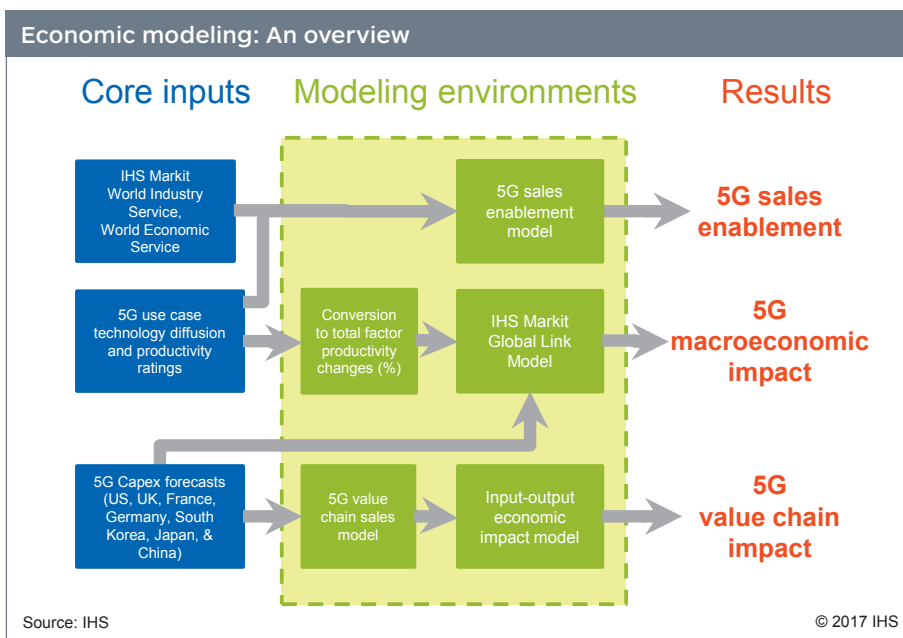 Economic modeling: An overview
Core inputs
Modeling environments
Results
IHS Markit
World Industry
Service,
World Economic
Service
5G sales
enablement
model
5G sales
enablement
5G use case
technology diffusion
and productivity
ratings
Conversion
to total factor
productivity
changes (%)
IHS Markit
Global Link
Model
5G
macroeconomic
impact
5G Capex forecasts
(US, UK, France,
Germany, South
Korea, Japan, &
China)
5G value
chain sales
model
Input-output
economic
impact model
5G
value chain
impact
Source: IHS
© 2017 IHS